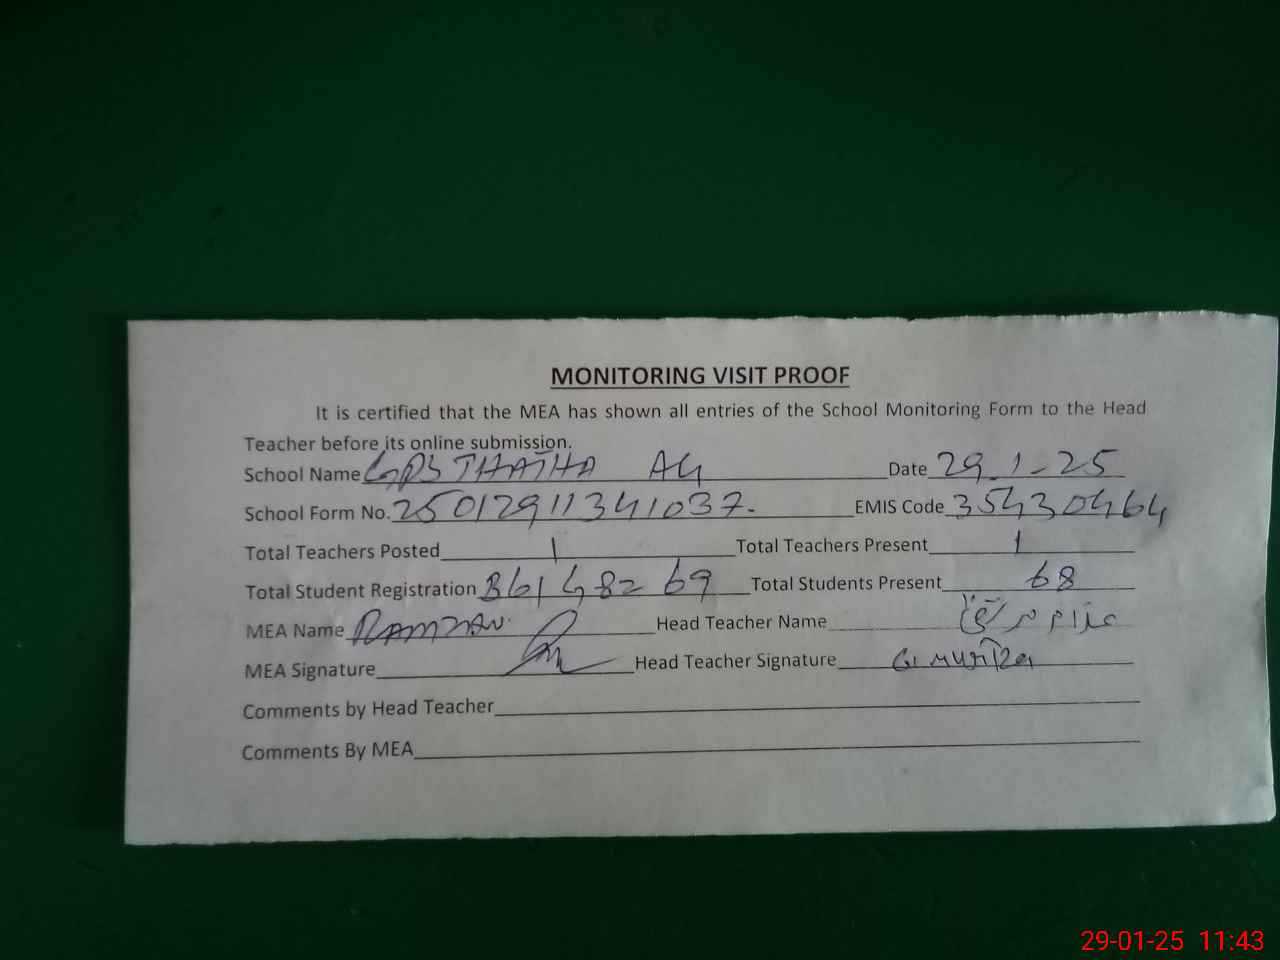 MONITORING VISIT PROOF
It is certified that the MEA has shown all entries of the School Monitoring Form to the Head
Teacher before its online submission.
School Name GPS THATHA AG Date 29-1-25
School Form No. 25012911341037. EMIS Code 35430464
Total Teachers Posted 1 Total Teachers Present 1
Total Student Registration 69 Total Students Present 68
MEA Name RAMZAN Head Teacher Name
MEA Signature Head Teacher Signature
Comments by Head Teacher
Comments By MEA
29-01-25 11:43